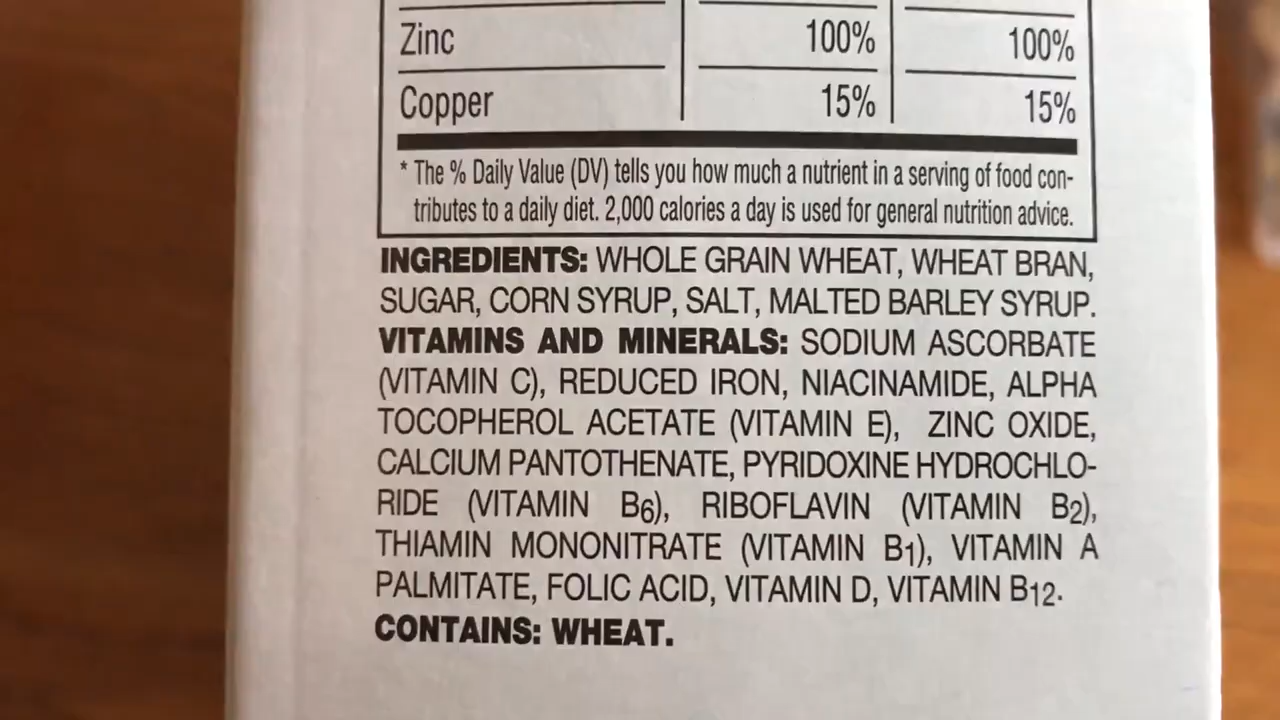 Zinc 100% 100%
Copper 15% 15%
* The % Daily Value (DV) tells you how much a nutrient in a serving of food con-
tributes to a daily diet. 2,000 calories a day is used for general nutrition advice.
INGREDIENTS: WHOLE GRAIN WHEAT, WHEAT BRAN,
SUGAR, CORN SYRUP, SALT, MALTED BARLEY SYRUP.
VITAMINS AND MINERALS: SODIUM ASCORBATE
(VITAMIN C), REDUCED IRON, NIACINAMIDE, ALPHA
TOCOPHEROL ACETATE (VITAMIN E), ZINC OXIDE,
CALCIUM PANTOTHENATE, PYRIDOXINE HYDROCHLO-
RIDE (VITAMIN B6), RIBOFLAVIN (VITAMIN B2),
THIAMIN MONONITRATE (VITAMIN B1), VITAMIN A
PALMITATE, FOLIC ACID, VITAMIN D, VITAMIN B12.
CONTAINS: WHEAT.